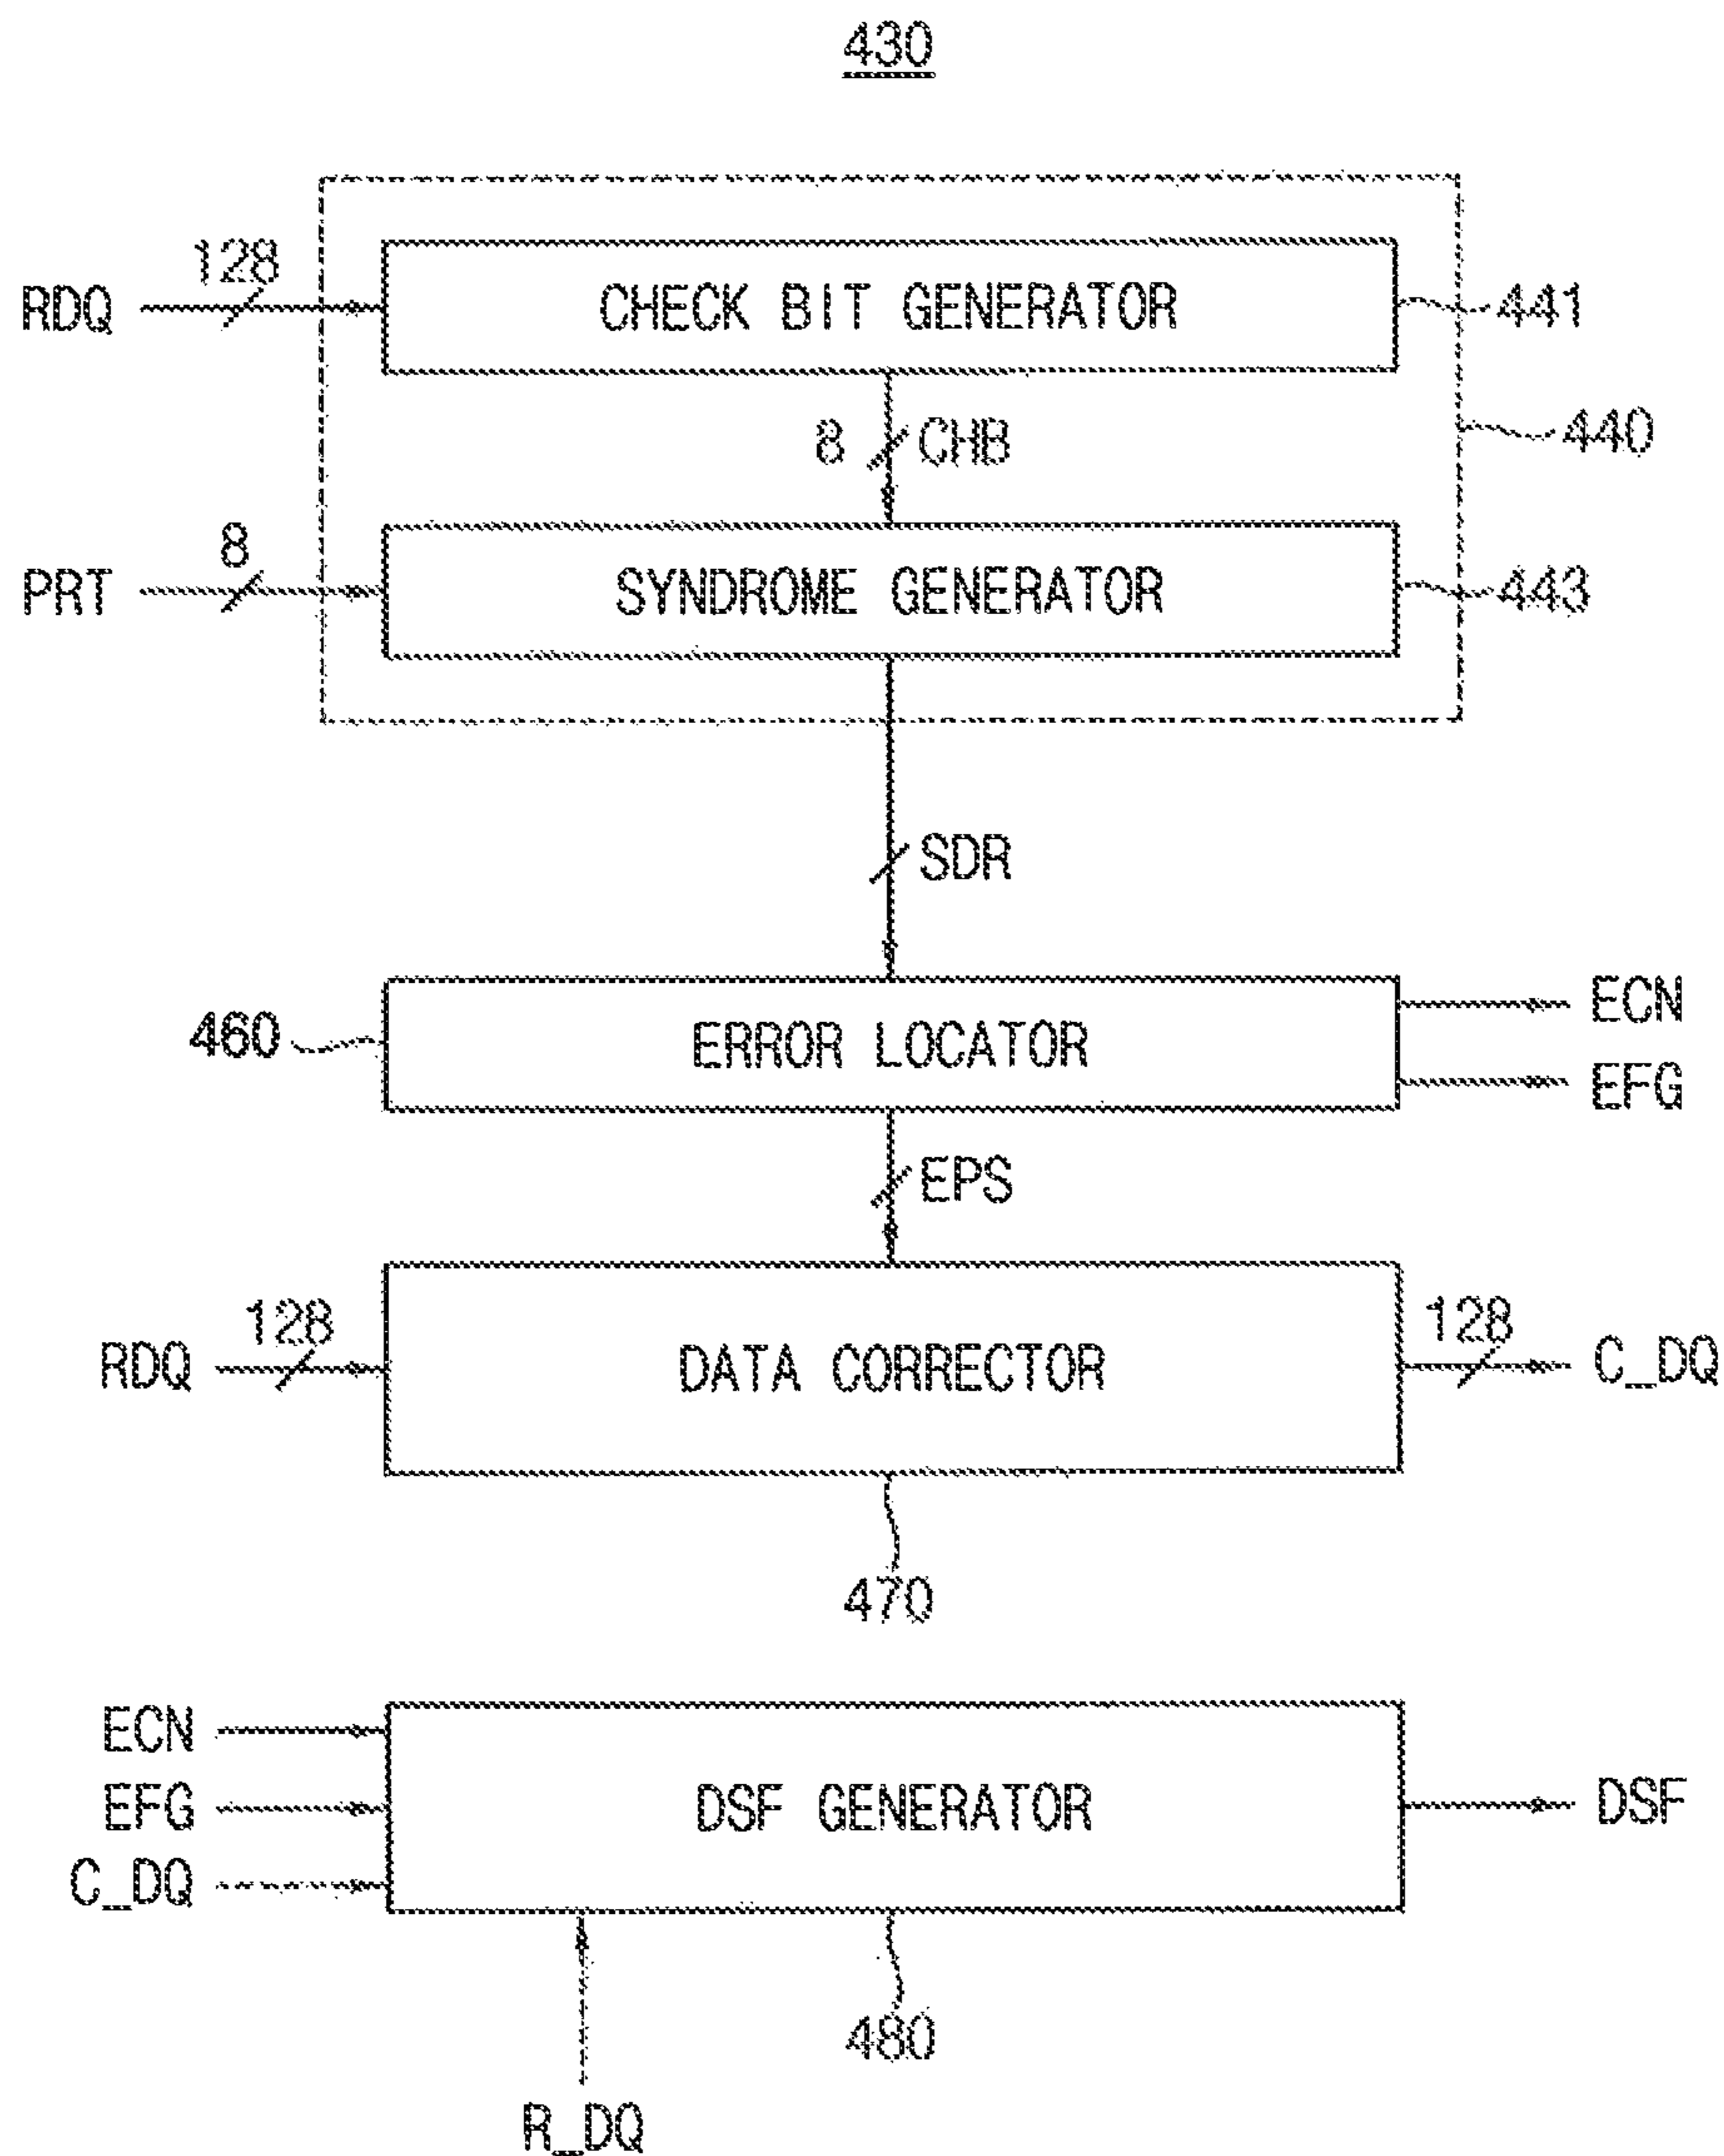 430
128
RDQ
CHECK BIT GENERATOR
441
8 CHB
440
8
PRT
SYNDROME GENERATOR
443
SDR
460
ERROR LOCATOR
ECN
EFG
EPS
128
RDQ
DATA CORRECTOR
128
C_DQ
470
ECN
EFG
C_DQ
DSF GENERATOR
DSF
480
R_DQ